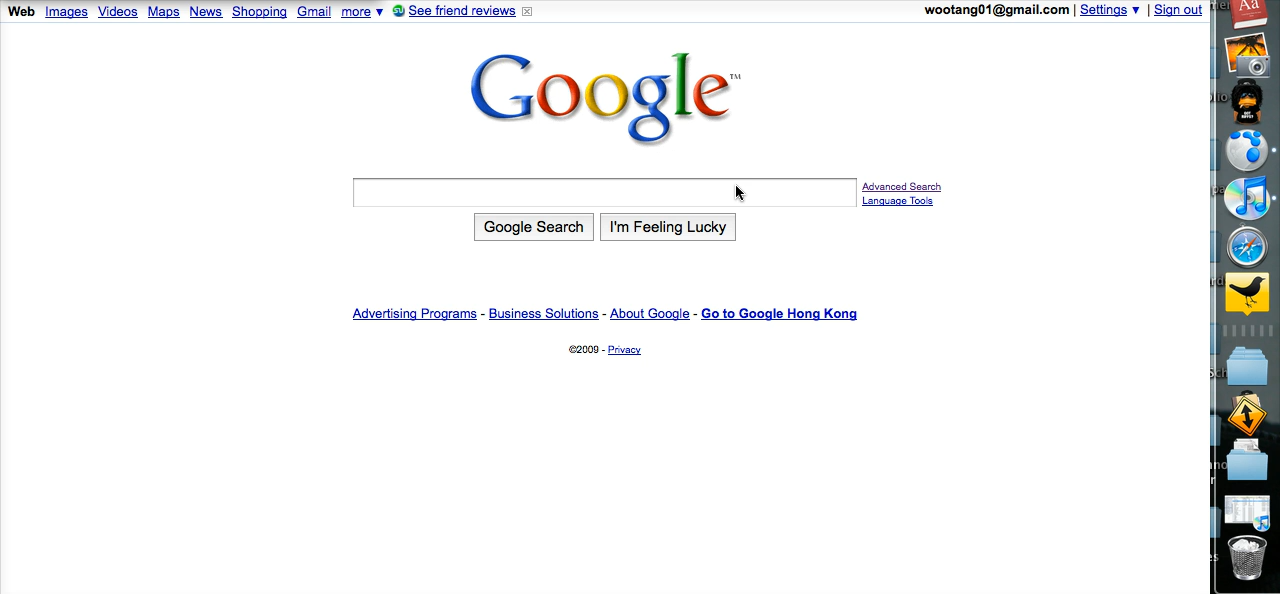 Web Images Videos Maps News Shopping Gmail more ▼ See friend reviews
wootang01@gmail.com | Settings ▼ | Sign out
Google™
Advanced Search
Language Tools
Google Search I'm Feeling Lucky
Advertising Programs - Business Solutions - About Google - Go to Google Hong Kong
©2009 - Privacy
Aa